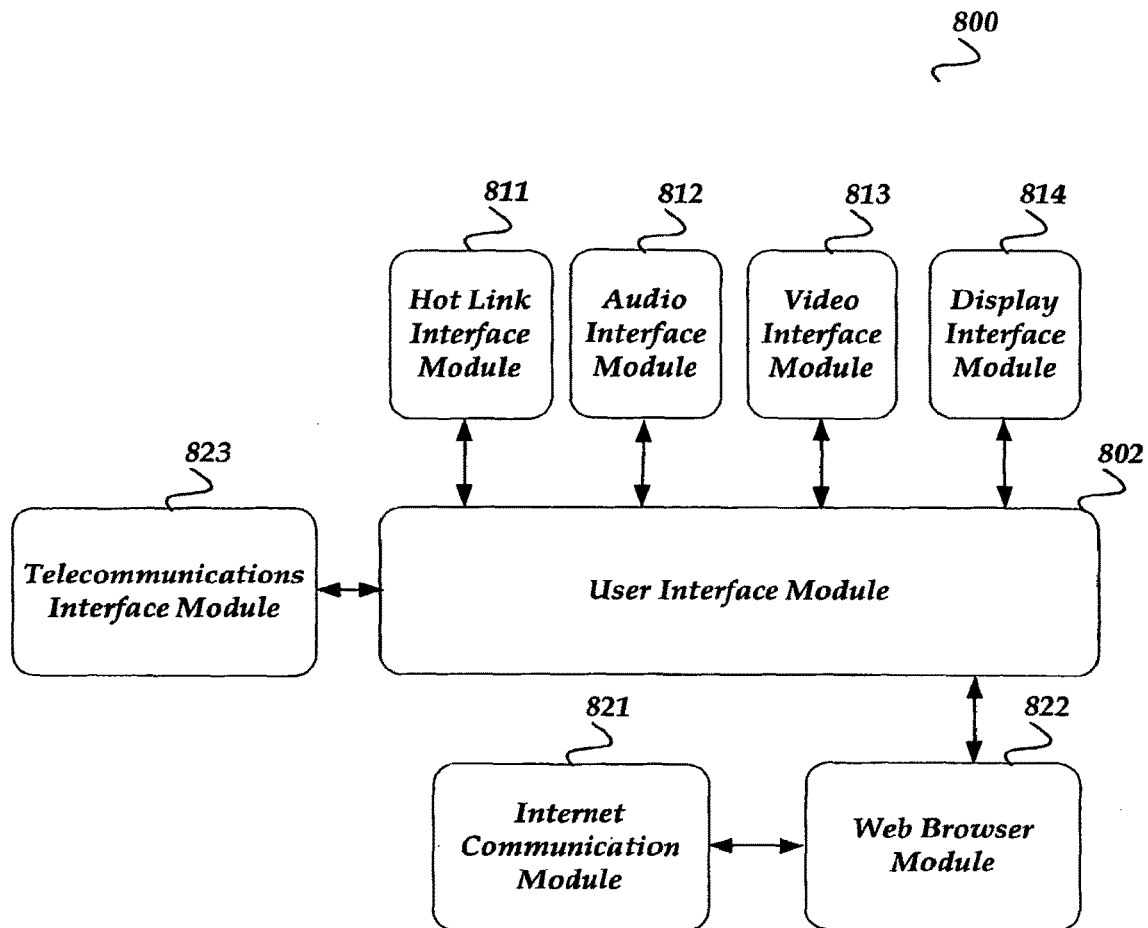 800
811
812
813
814
Hot Link
Interface
Module
Audio
Interface
Module
Video
Interface
Module
Display
Interface
Module
823
802
Telecommunications
Interface Module
User Interface Module
821
822
Internet
Communication
Module
Web Browser
Module